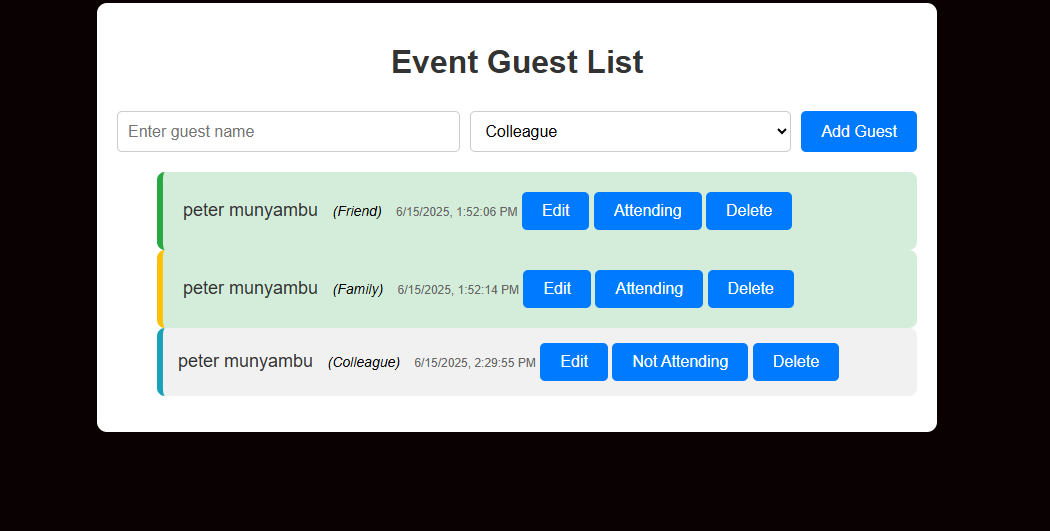 Event Guest List
Enter guest name Colleague Add Guest
peter munyambu (Friend) 6/15/2025, 1:52:06 PM Edit Attending Delete
peter munyambu (Family) 6/15/2025, 1:52:14 PM Edit Attending Delete
peter munyambu (Colleague) 6/15/2025, 2:29:55 PM Edit Not Attending Delete